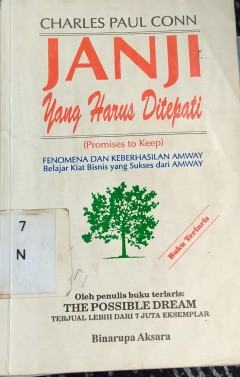 CHARLES PAUL CONN
JANJI
Yang Harus Ditepati
(Promises to Keep)
FENOMENA DAN KEBERHASILAN AMWAY
Belajar Kiat Bisnis yang Sukses dari AMWAY
7
N
Buku Terlaris
Oleh penulis buku terlaris:
THE POSSIBLE DREAM
TERJUAL LEBIH DARI 7 JUTA EKSEMPLAR
Binarupa Aksara